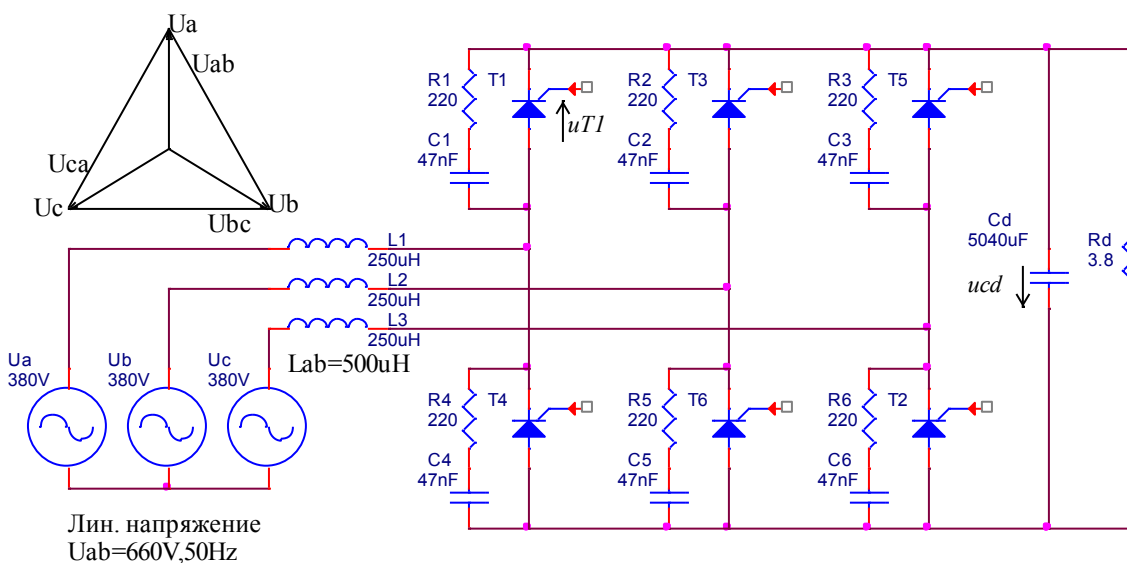 Ua
Uab
Uca
Uc
Ub
Ubc
R1
220
T1
uT1
C1
47nF
R2
220
T3
C2
47nF
R3
220
T5
C3
47nF
Cd
5040uF
Rd
3.8
ucd
L1
250uH
L2
250uH
L3
250uH
Lab=500uH
Ua
380V
Ub
380V
Uc
380V
R4
220
T4
C4
47nF
R5
220
T6
C5
47nF
R6
220
T2
C6
47nF
Лин. напряжение
Uab=660V,50Hz